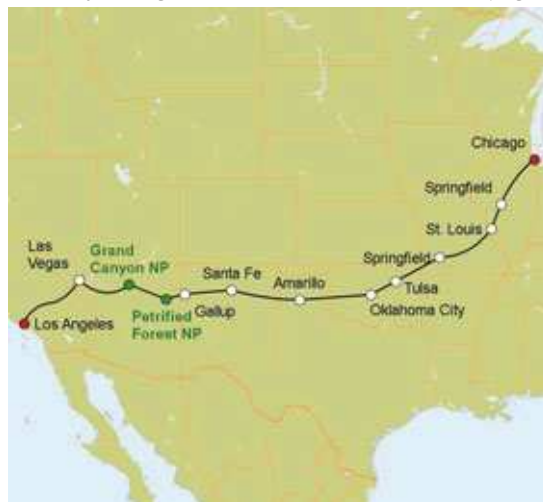 Chicago
Springfield
St. Louis
Springfield
Tulsa
Oklahoma City
Amarillo
Santa Fe
Gallup
Petrified
Forest NP
Grand
Canyon NP
Las
Vegas
Los Angeles